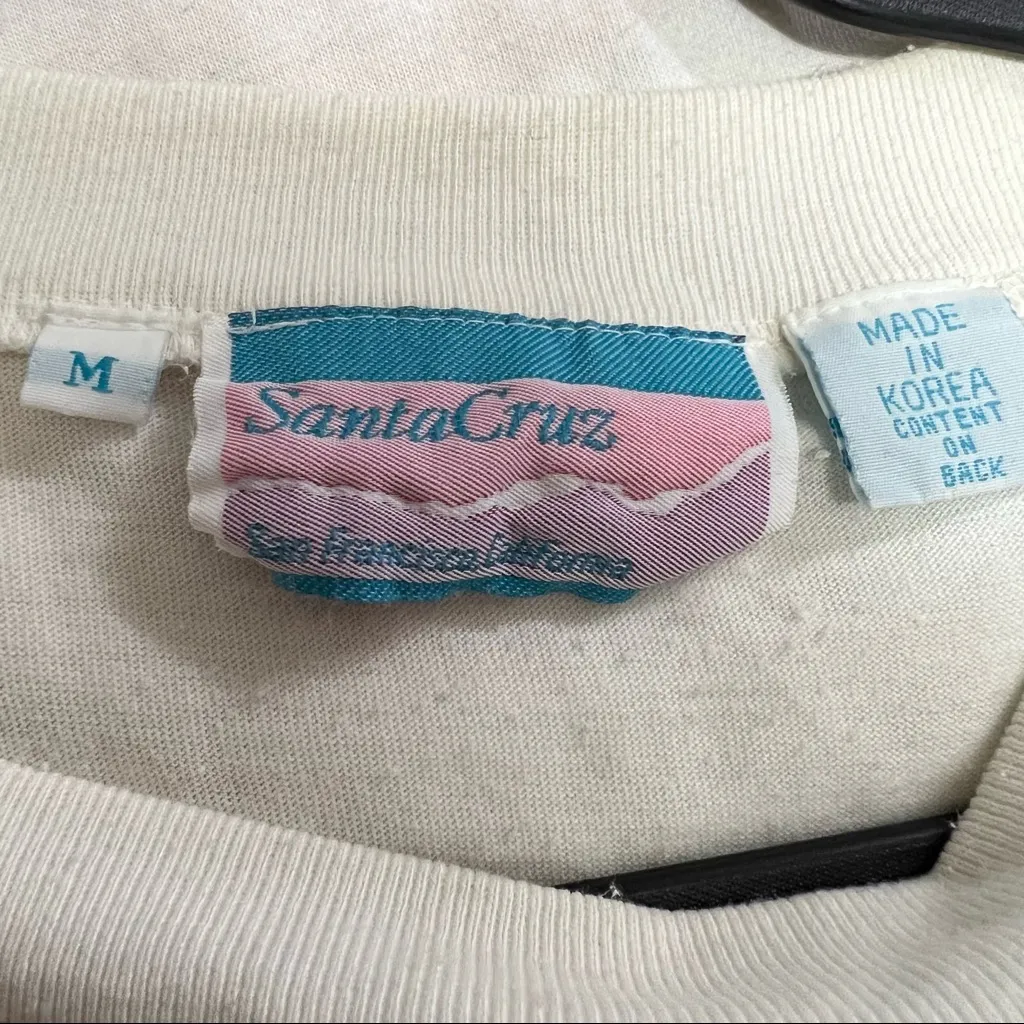 M
SantaCruz
San Francisco, California
MADE
IN
KOREA
CONTENT
ON
BACK